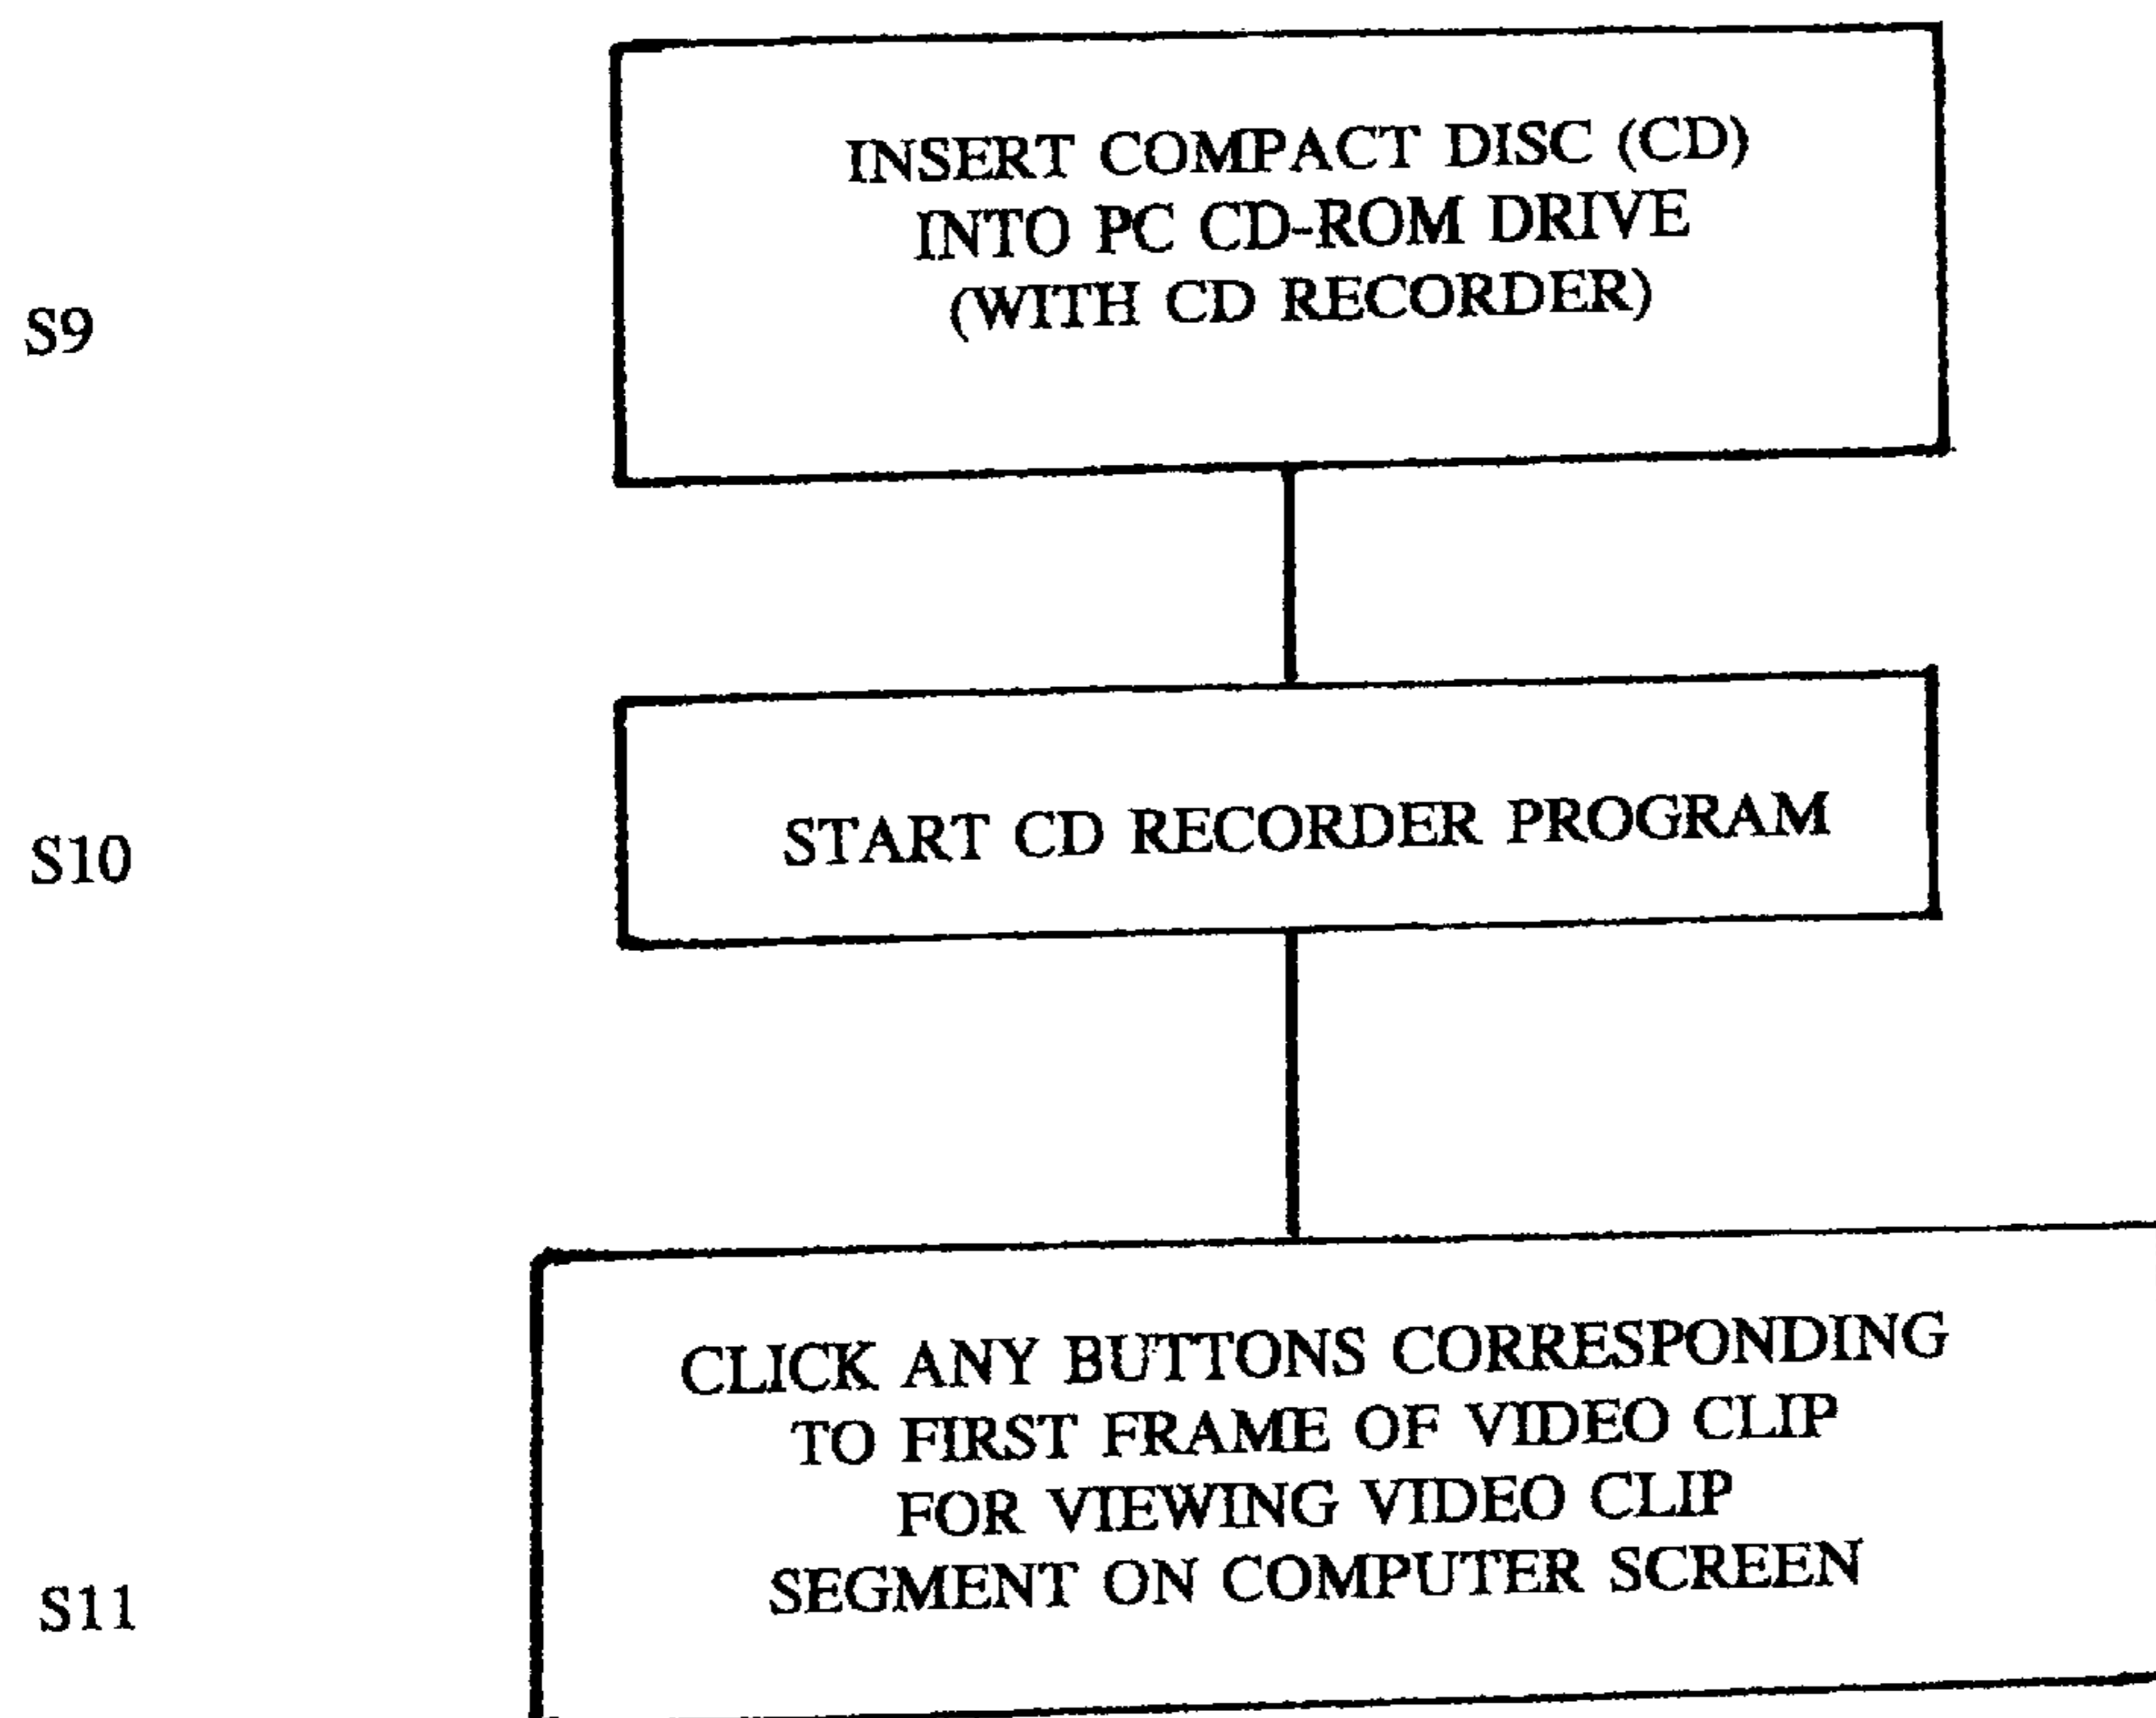 INSERT COMPACT DISC (CD)
INTO PC CD-ROM DRIVE
(WITH CD RECORDER)
S9
START CD RECORDER PROGRAM
S10
CLICK ANY BUTTONS CORRESPONDING
TO FIRST FRAME OF VIDEO CLIP
FOR VIEWING VIDEO CLIP
SEGMENT ON COMPUTER SCREEN
S11